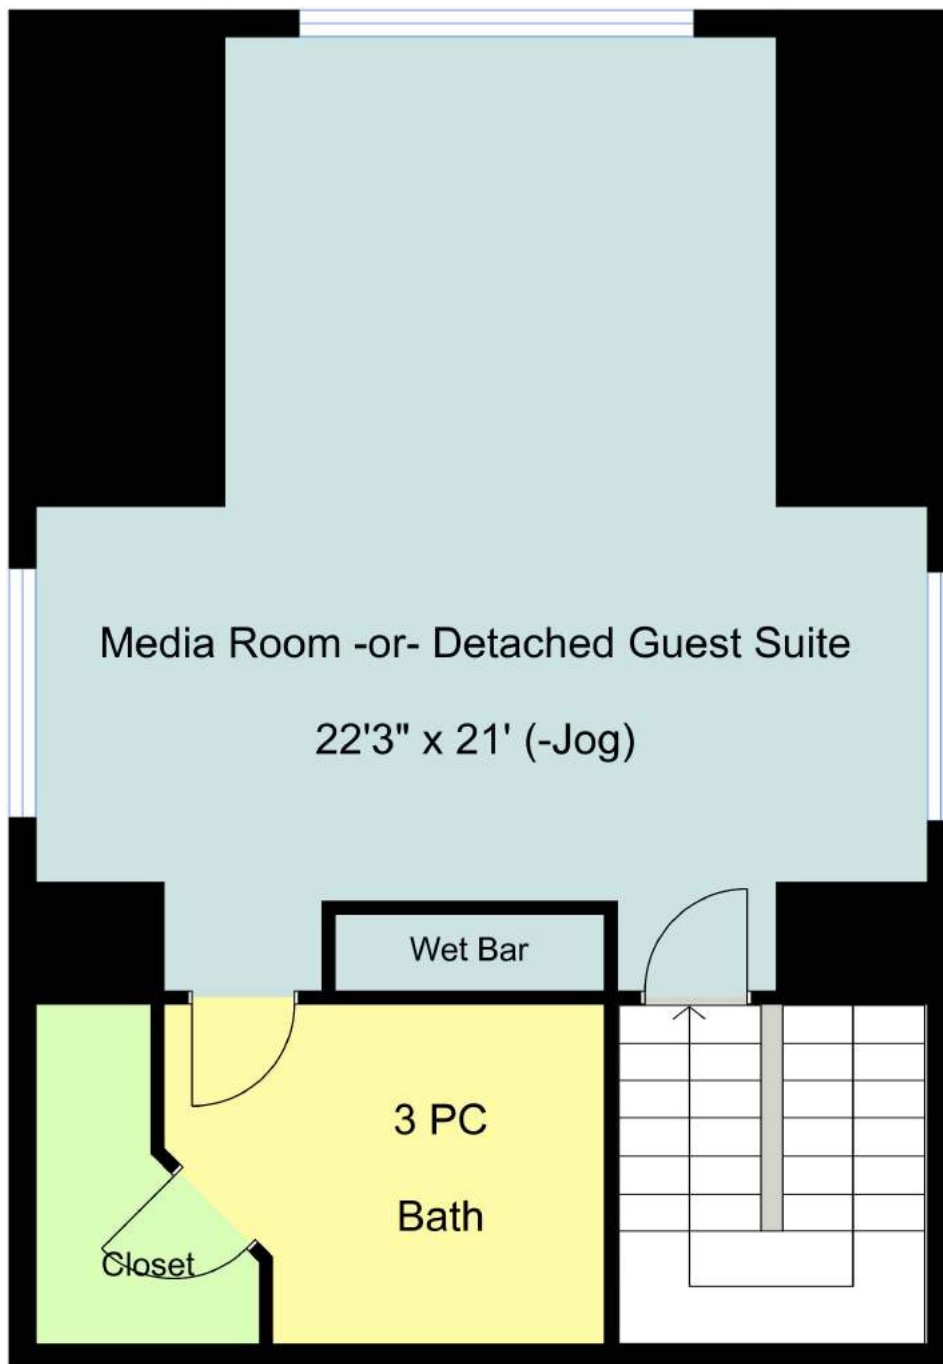 Media Room -or- Detached Guest Suite
22'3" x 21' (-Jog)
Wet Bar
3 PC
Bath
Closet